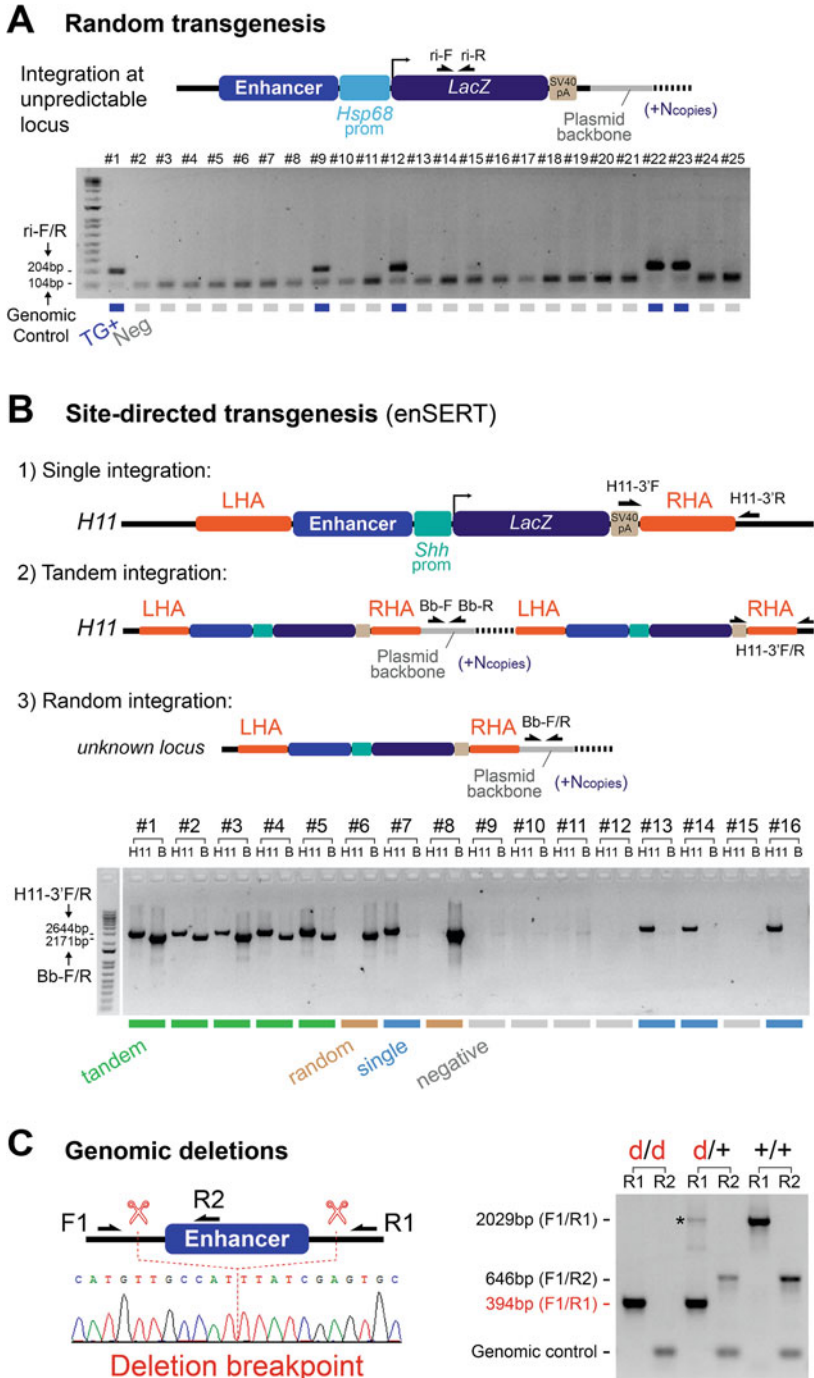 A Random transgenesis
Integration at
unpredictable
locus
ri-F ri-R
Enhancer
LacZ
SV40
pA
Hsp68
prom
Plasmid
backbone
(+Ncopies)
#1 #2 #3 #4 #5 #6 #7 #8 #9 #10 #11 #12 #13 #14 #15 #16 #17 #18 #19 #20 #21 #22 #23 #24 #25
ri-F/R
204bp -
104bp -
Genomic
Control
TG+
Neg
B Site-directed transgenesis (enSERT)
1) Single integration:
H11-3'F
LHA
RHA
H11-3'R
H11
Enhancer
LacZ
SV40
pA
Shh
prom
2) Tandem integration:
LHA
RHA
Bb-F Bb-R
LHA
RHA
H11
Plasmid
backbone
(+Ncopies)
H11-3'F/R
3) Random integration:
LHA
RHA
Bb-F/R
unknown locus
Plasmid
backbone
(+Ncopies)
#1 #2 #3 #4 #5 #6 #7 #8 #9 #10 #11 #12 #13 #14 #15 #16
H11 B H11 B H11 B H11 B H11 B H11 B H11 B H11 B H11 B H11 B H11 B H11 B H11 B H11 B H11 B H11 B
H11-3'F/R
2644bp
2171bp
Bb-F/R
tandem
random
single
negative
C Genomic deletions
F1
R2
R1
Enhancer
C A T G T T G C C A T T T A T C G A G T G C
Deletion breakpoint
d/d d/+ +/+
R1 R2 R1 R2 R1 R2
2029bp (F1/R1) -
*
646bp (F1/R2) -
394bp (F1/R1) -
Genomic control -